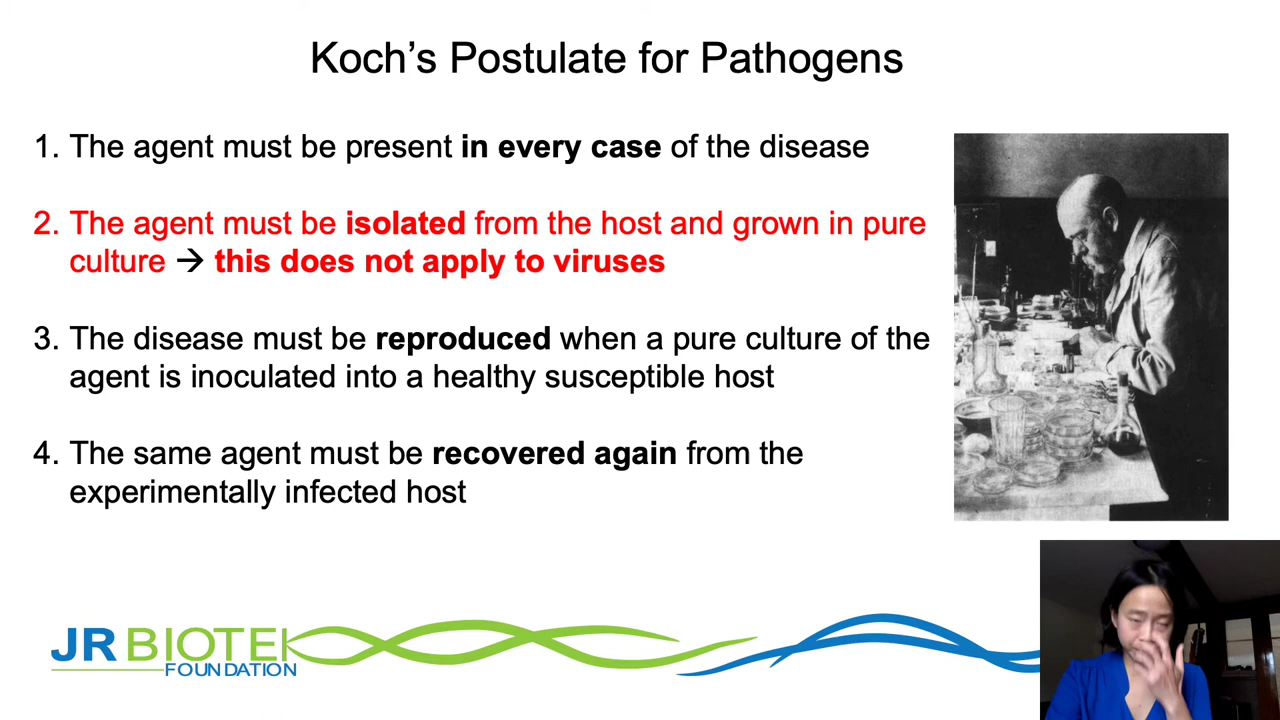 Koch’s Postulate for Pathogens
1. The agent must be present in every case of the disease
2. The agent must be isolated from the host and grown in pure
culture → this does not apply to viruses
3. The disease must be reproduced when a pure culture of the
agent is inoculated into a healthy susceptible host
4. The same agent must be recovered again from the
experimentally infected host
JR BIOTEK
FOUNDATION